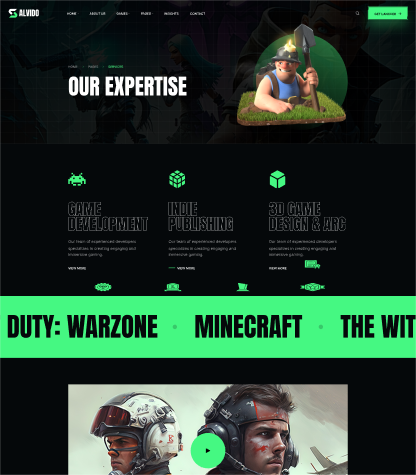 ALVIDO
HOME ABOUT US GAMES PAGES INSIGHTS CONTACT
GET LAUNCHER
HOME PAGES SERVICES
OUR EXPERTISE
GAME
DEVELOPMENT
Our team of experienced developers
specializes in creating engaging and
immersive gaming.
VIEW MORE
INDIE
PUBLISHING
Our team of experienced developers
specializes in creating engaging and
immersive gaming.
VIEW MORE
3D GAME
DESIGN & ARC
Our team of experienced developers
specializes in creating engaging and
immersive gaming.
VIEW MORE
DUTY: WARZONE MINECRAFT THE WIT